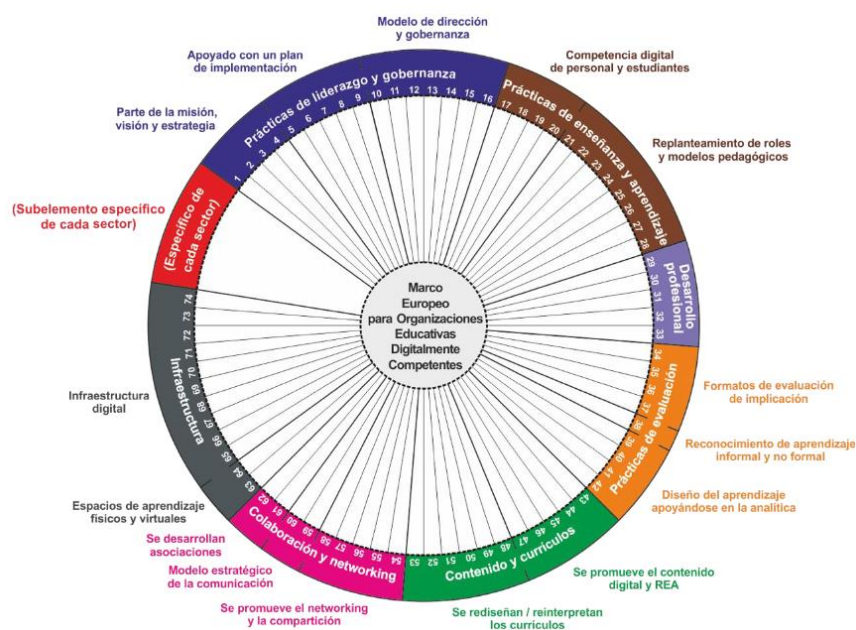 Modelo de dirección
y gobernanza
Apoyado con un plan
de implementación
Parte de la misión,
visión y estrategia
Competencia digital
de personal y estudiantes
Replanteamiento de roles
y modelos pedagógicos
(Subelemento específico
de cada sector)
(Específico de
cada sector)
Prácticas de liderazgo y gobernanza
1 2 3 4 5 6 7 8 9 10 11 12 13 14 15 16
Prácticas de enseñanza y aprendizaje
17 18 19 20 21 22 23 24 25 26 27 28
Desarrollo
profesional
29 30 31 32 33
Prácticas de evaluación
34 35 36 37 38 39 40 41 42
Formatos de evaluación
de implicación
Reconocimiento de aprendizaje
informal y no formal
Diseño del aprendizaje
apoyándose en la analítica
Contenido y currículos
43 44 45 46 47 48 49 50 51 52 53
Se promueve el contenido
digital y REA
Se rediseñan / reinterpretan
los currículos
Colaboración y networking
54 55 56 57 58 59 60 61 62
Se promueve el networking
y la compartición
Modelo estratégico
de la comunicación
Se desarrollan
asociaciones
Infraestructura
63 64 65 66 67 68 69 70 71 72 73 74
Espacios de aprendizaje
físicos y virtuales
Infraestructura
digital
Marco
Europeo
para Organizaciones
Educativas
Digitalmente
Competentes